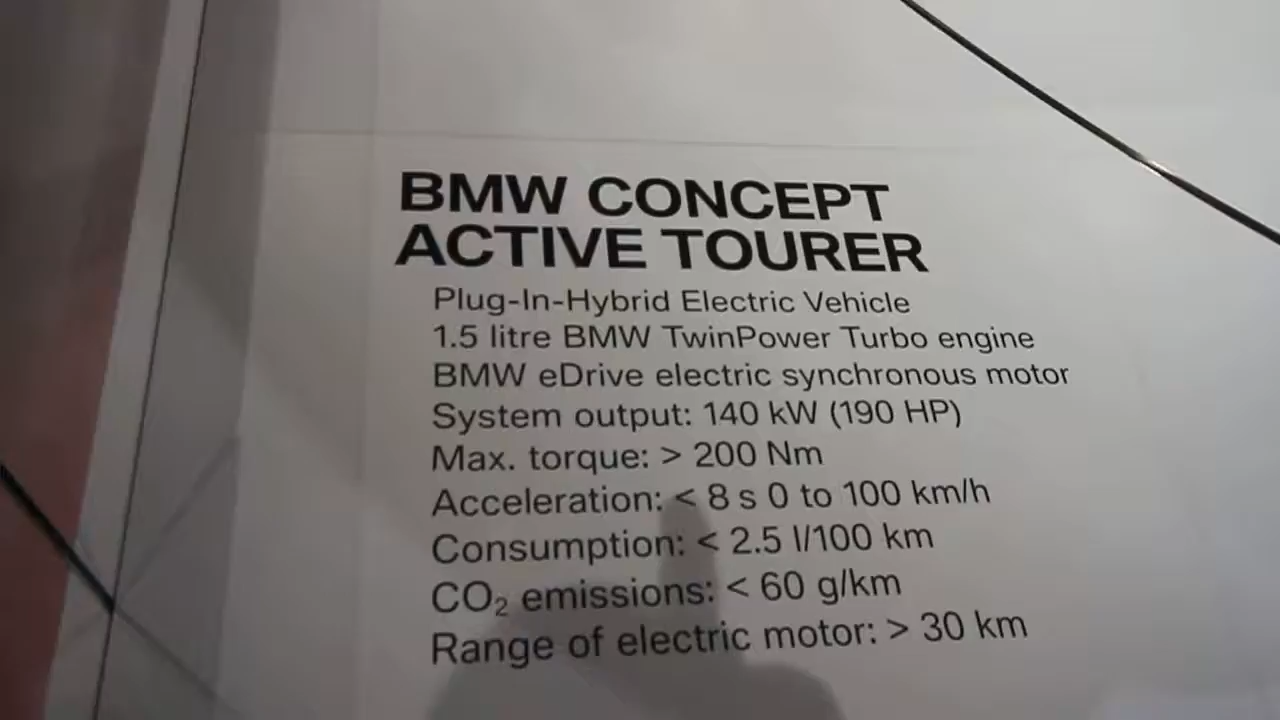 BMW CONCEPT
ACTIVE TOURER
Plug-In-Hybrid Electric Vehicle
1.5 litre BMW TwinPower Turbo engine
BMW eDrive electric synchronous motor
System output: 140 kW (190 HP)
Max. torque: > 200 Nm
Acceleration: < 8 s 0 to 100 km/h
Consumption: < 2.5 l/100 km
CO₂ emissions: < 60 g/km
Range of electric motor: > 30 km